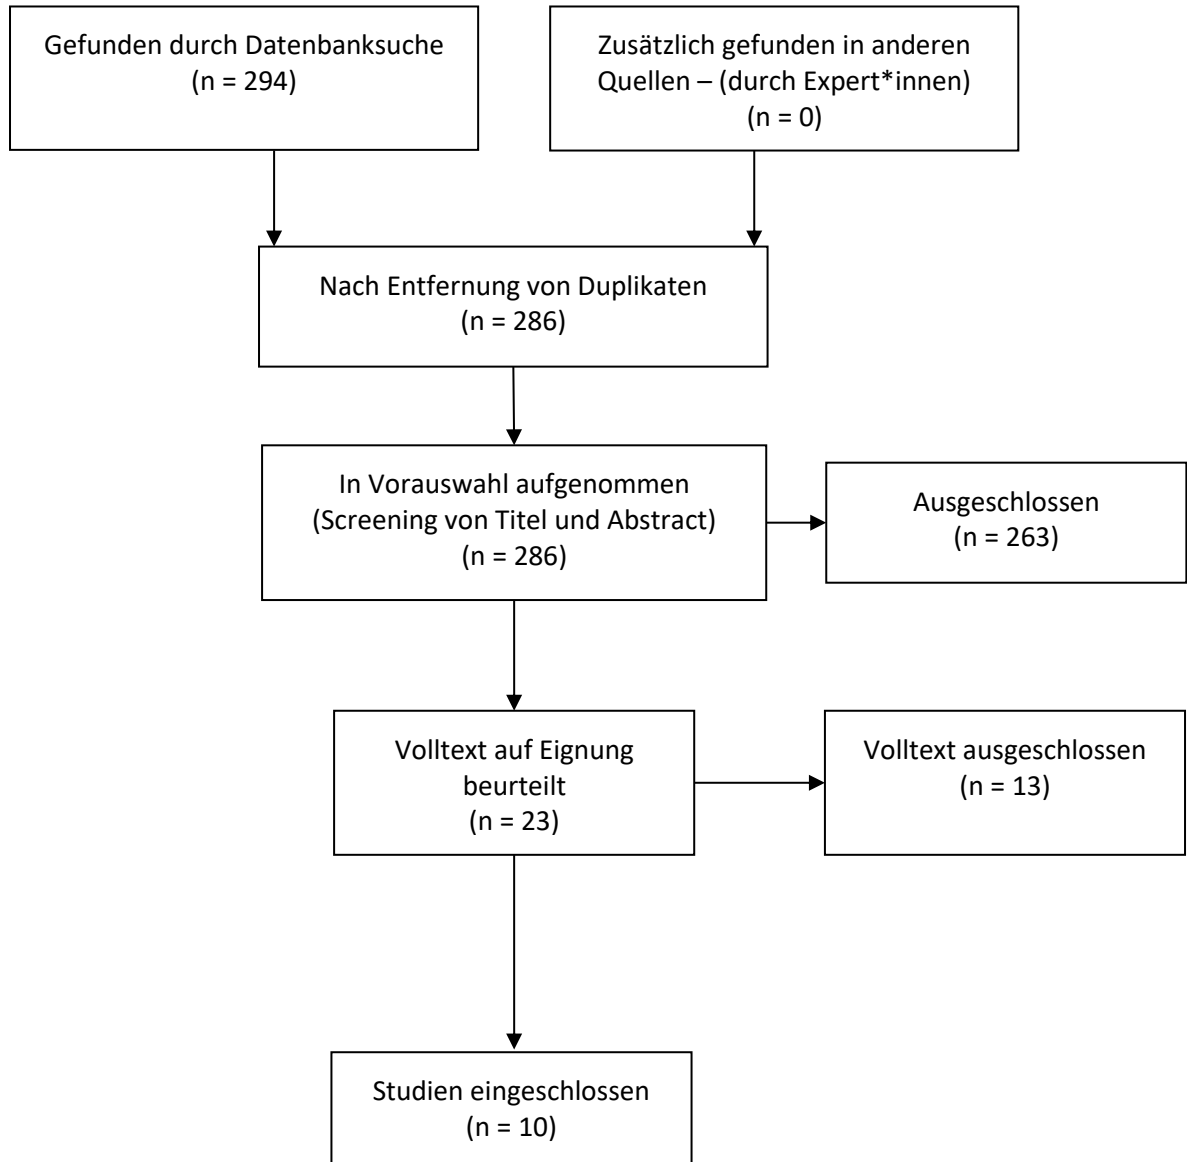 Gefunden durch Datenbanksuche
(n = 294)
Zusätzlich gefunden in anderen
Quellen – (durch Expert*innen)
(n = 0)
Nach Entfernung von Duplikaten
(n = 286)
In Vorauswahl aufgenommen
(Screening von Titel und Abstract)
(n = 286)
Ausgeschlossen
(n = 263)
Volltext auf Eignung
beurteilt
(n = 23)
Volltext ausgeschlossen
(n = 13)
Studien eingeschlossen
(n = 10)